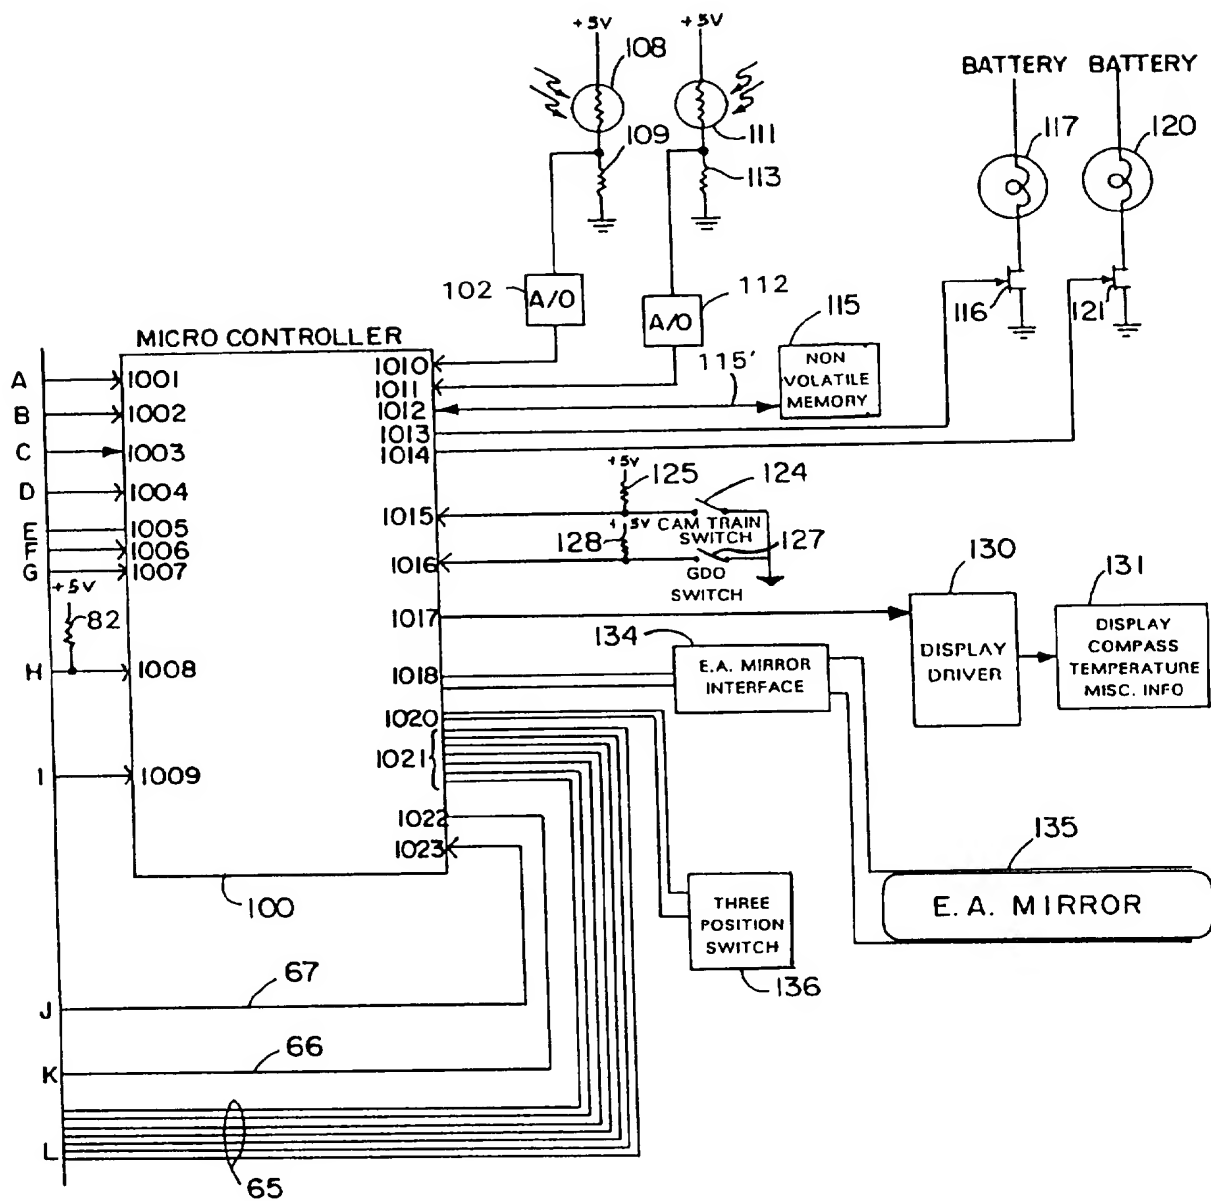 +5V
+5V
108
111
109
113
BATTERY
BATTERY
117
120
116
121
102
A/O
112
A/O
115
NON
VOLATILE
MEMORY
115'
MICRO CONTROLLER
A
1001
B
1002
C
1003
D
1004
E
1005
F
1006
G
1007
+5V
82
H
1008
I
1009
1010
1011
1012
1013
1014
1015
1016
1017
1018
1020
1021
1022
1023
100
+5V
125
124
CAM TRAIN
SWITCH
+5V
128
127
GDO
SWITCH
130
DISPLAY
DRIVER
131
DISPLAY
COMPASS
TEMPERATURE
MISC. INFO
134
E.A. MIRROR
INTERFACE
135
E. A. MIRROR
THREE
POSITION
SWITCH
136
J
67
K
66
L
65